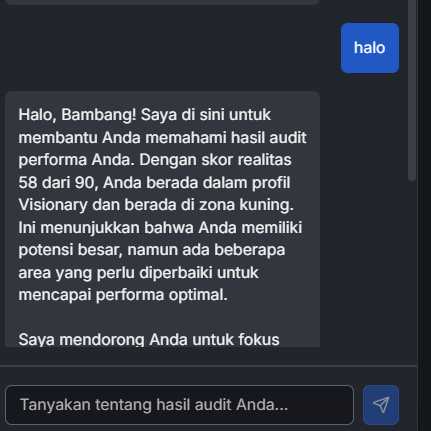 halo
Halo, Bambang! Saya di sini untuk
membantu Anda memahami hasil audit
performa Anda. Dengan skor realitas
58 dari 90, Anda berada dalam profil
Visionary dan berada di zona kuning.
Ini menunjukkan bahwa Anda memiliki
potensi besar, namun ada beberapa
area yang perlu diperbaiki untuk
mencapai performa optimal.
Saya mendorong Anda untuk fokus
Tanyakan tentang hasil audit Anda...